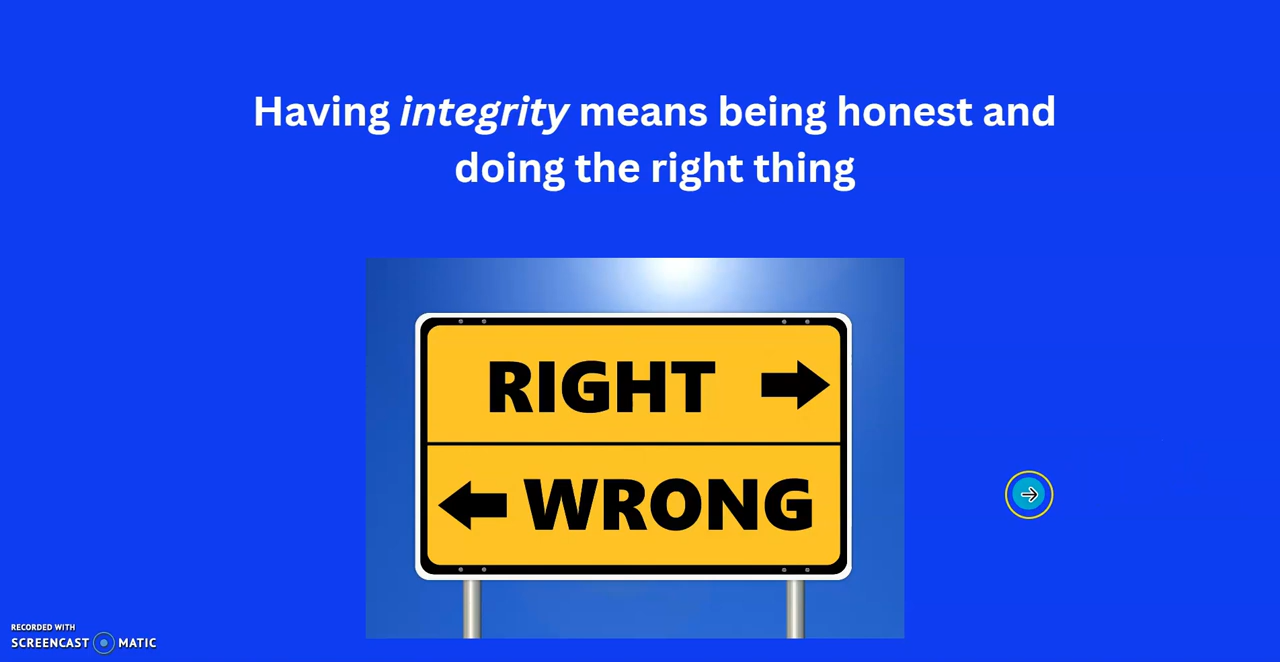 Having integrity means being honest and
doing the right thing
RIGHT
WRONG
RECORDED WITH
SCREENCAST MATIC